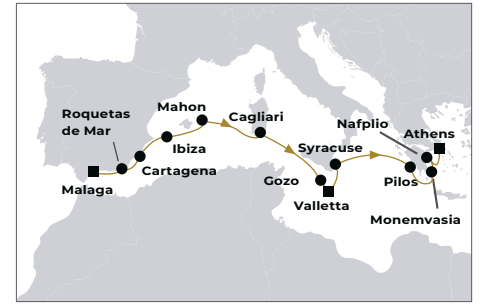 Mahon
Roquetas
de Mar
Cagliari
Nafplio
Athens
Ibiza
Syracuse
Cartagena
Malaga
Gozo
Pilos
Valletta
Monemvasia